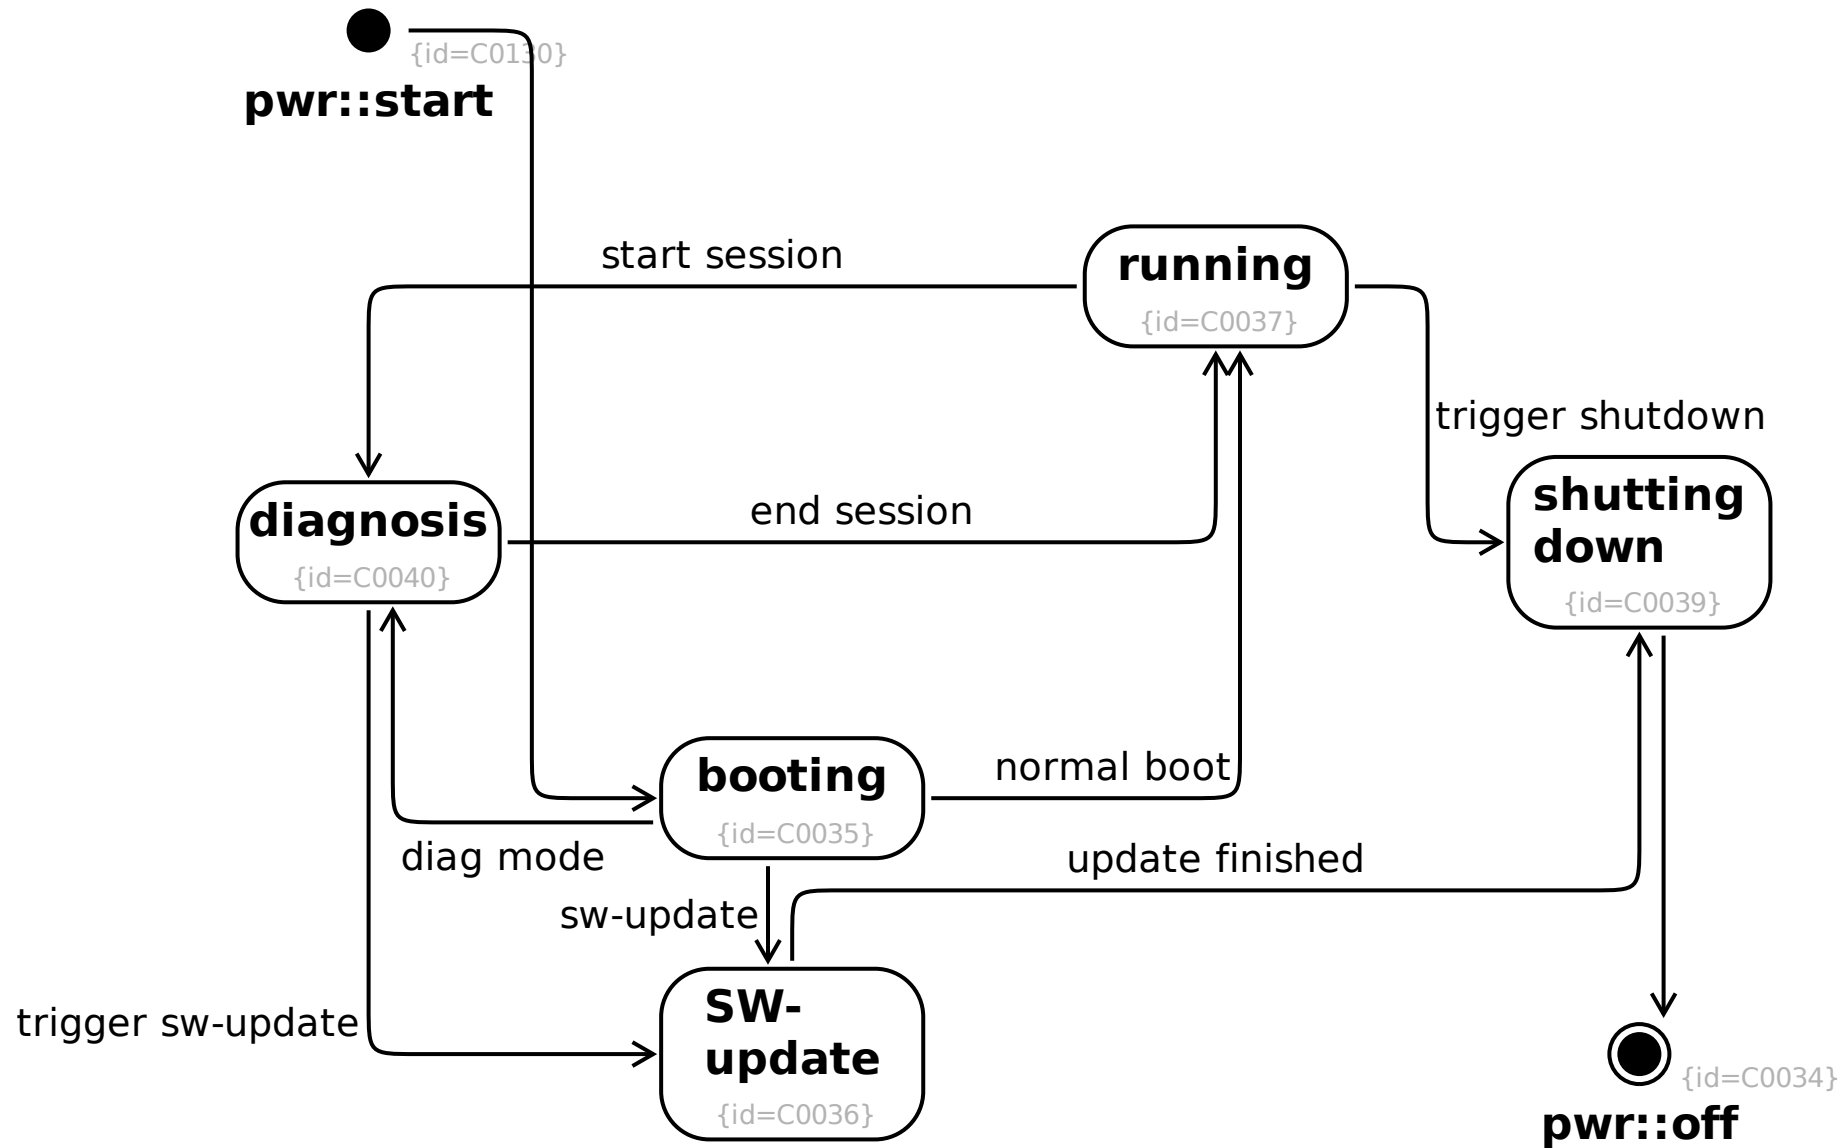 {id=C0130}
pwr::start
start session
running
{id=C0037}
trigger shutdown
diagnosis
{id=C0040}
end session
shutting
down
{id=C0039}
booting
{id=C0035}
normal boot
diag mode
update finished
sw-update
trigger sw-update
SW-
update
{id=C0036}
{id=C0034}
pwr::off